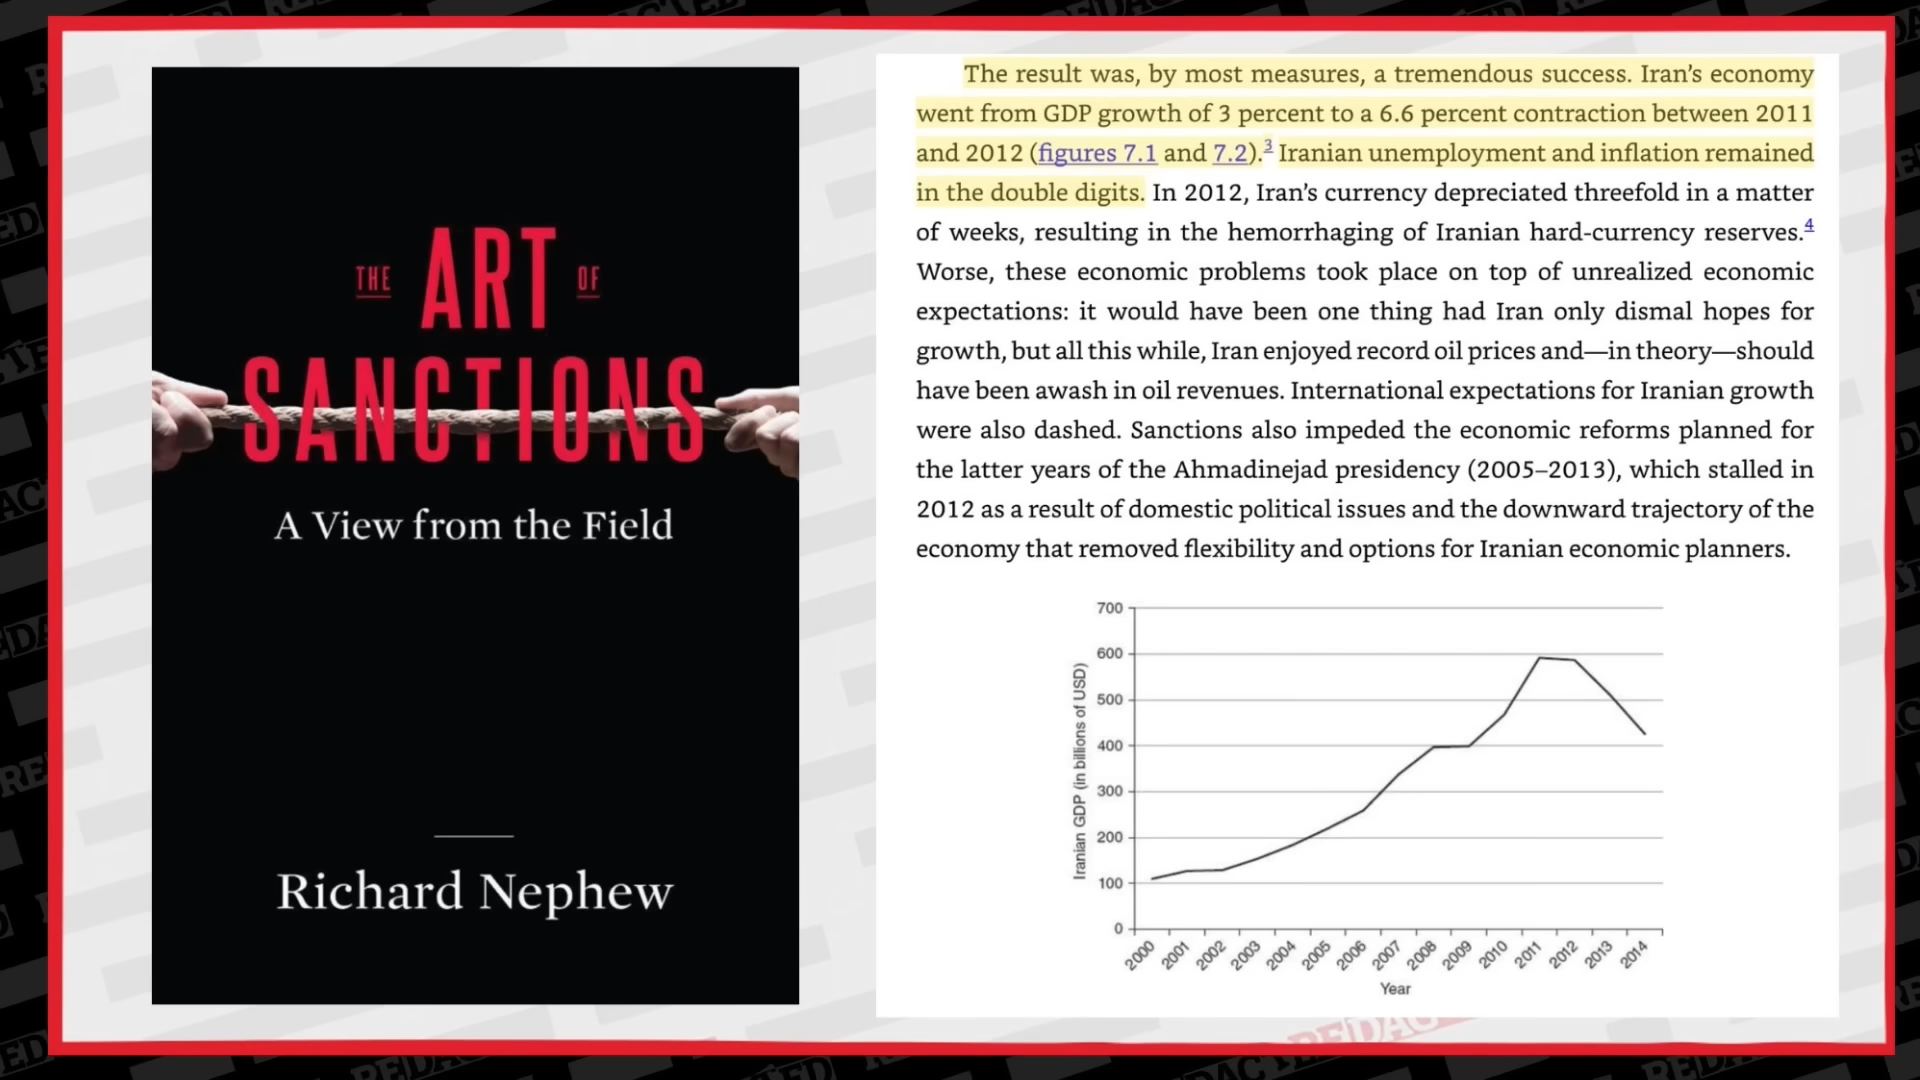 THE ART OF
SANCTIONS
A View from the Field
Richard Nephew
The result was, by most measures, a tremendous success. Iran’s economy
went from GDP growth of 3 percent to a 6.6 percent contraction between 2011
and 2012 (figures 7.1 and 7.2).3 Iranian unemployment and inflation remained
in the double digits. In 2012, Iran’s currency depreciated threefold in a matter
of weeks, resulting in the hemorrhaging of Iranian hard-currency reserves.4
Worse, these economic problems took place on top of unrealized economic
expectations: it would have been one thing had Iran only dismal hopes for
growth, but all this while, Iran enjoyed record oil prices and—in theory—should
have been awash in oil revenues. International expectations for Iranian growth
were also dashed. Sanctions also impeded the economic reforms planned for
the latter years of the Ahmadinejad presidency (2005–2013), which stalled in
2012 as a result of domestic political issues and the downward trajectory of the
economy that removed flexibility and options for Iranian economic planners.
Iranian GDP (in billions of USD)
700
600
500
400
300
200
100
0
2000 2001 2002 2003 2004 2005 2006 2007 2008 2009 2010 2011 2012 2013 2014
Year